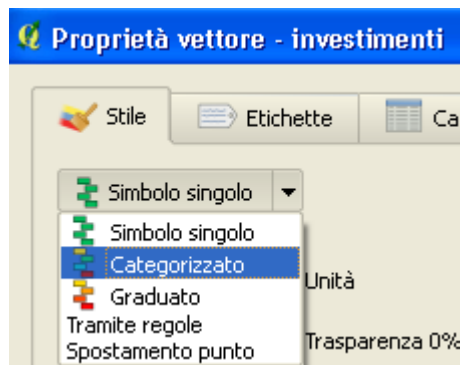 Proprietà vettore - investimenti
Stile Etichette Ca
Simbolo singolo
Simbolo singolo
Categorizzato
Unità
Graduato
Tramite regole
Trasparenza 0%
Spostamento punto